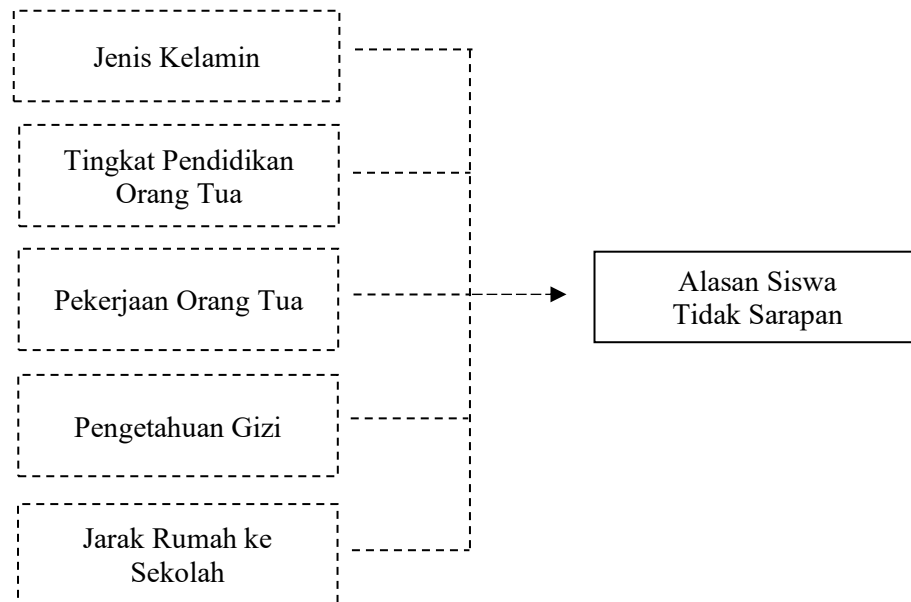 Jenis Kelamin
Tingkat Pendidikan
Orang Tua
Pekerjaan Orang Tua
Alasan Siswa
Tidak Sarapan
Pengetahuan Gizi
Jarak Rumah ke
Sekolah